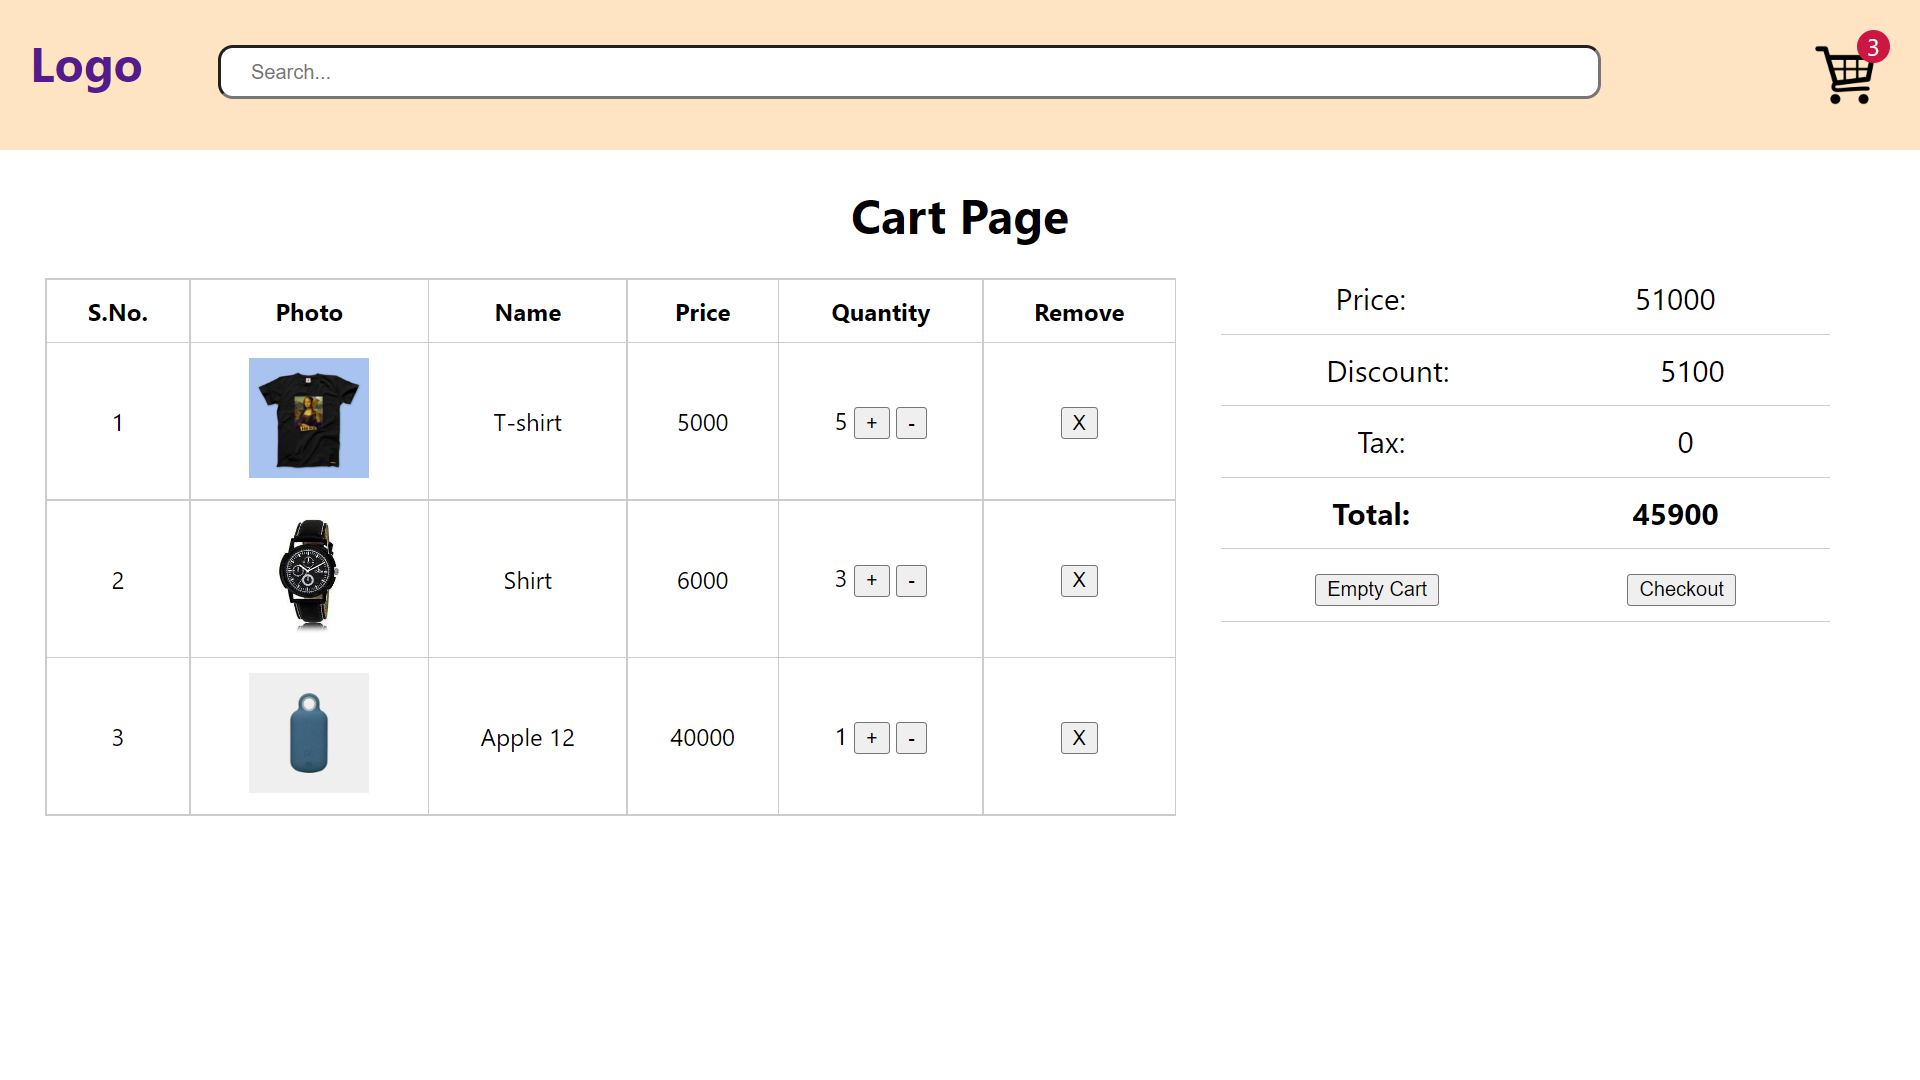 Logo
Search...
3
Cart Page
S.No. Photo Name Price Quantity Remove
1 T-shirt 5000 5 + - X
2 Shirt 6000 3 + - X
3 Apple 12 40000 1 + - X
Price: 51000
Discount: 5100
Tax: 0
Total: 45900
Empty Cart Checkout